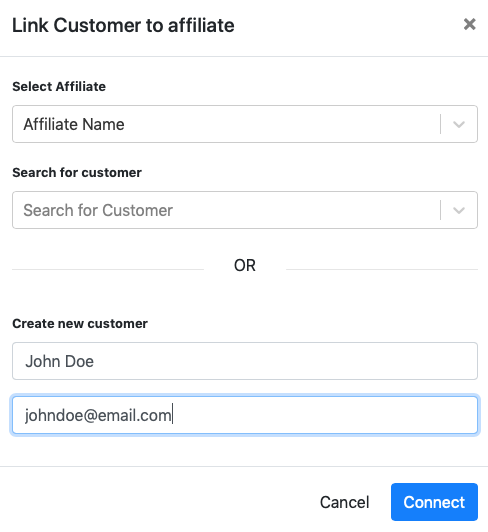 Link Customer to affiliate ×
Select Affiliate
Affiliate Name
Search for customer
Search for Customer
OR
Create new customer
John Doe
johndoe@email.com
Cancel Connect